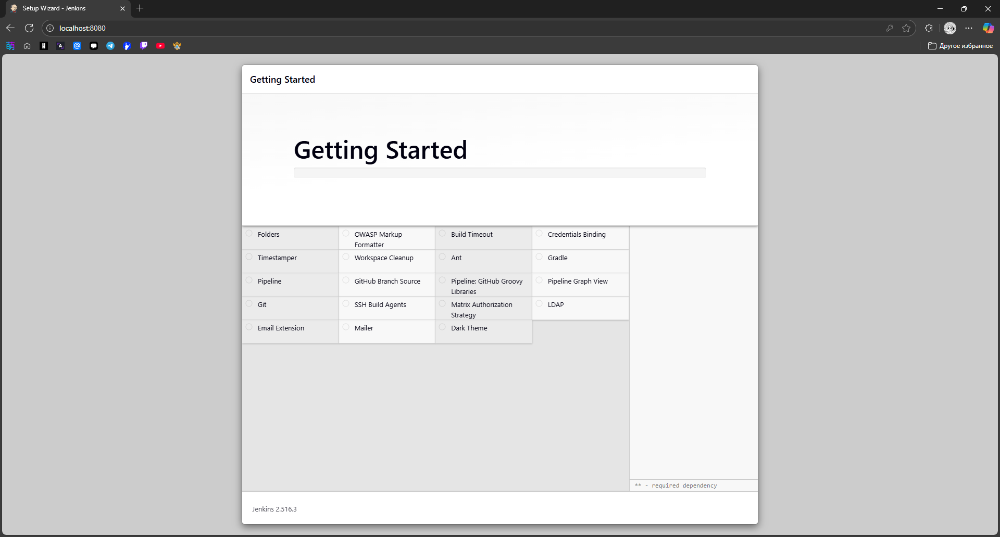 Setup Wizard - Jenkins
localhost:8080
Другое избранное
Getting Started
Getting Started
Folders
OWASP Markup
Formatter
Build Timeout
Credentials Binding
Timestamper
Workspace Cleanup
Ant
Gradle
Pipeline
GitHub Branch Source
Pipeline: GitHub Groovy
Libraries
Pipeline Graph View
Git
SSH Build Agents
Matrix Authorization
Strategy
LDAP
Email Extension
Mailer
Dark Theme
** - required dependency
Jenkins 2.516.3